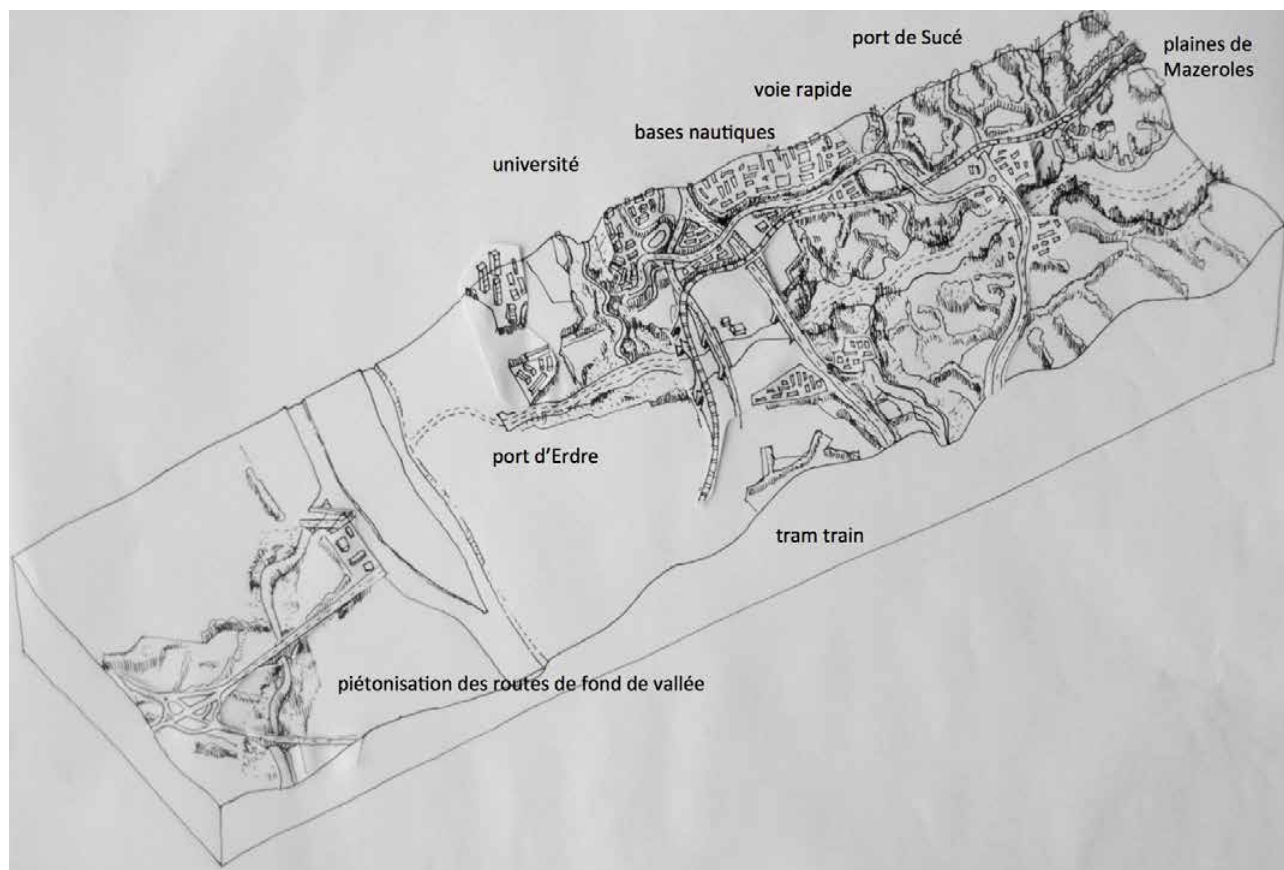 port de Sucé
plaines de
Mazeroles
voie rapide
bases nautiques
université
port d'Erdre
tram train
piétonisation des routes de fond de vallée